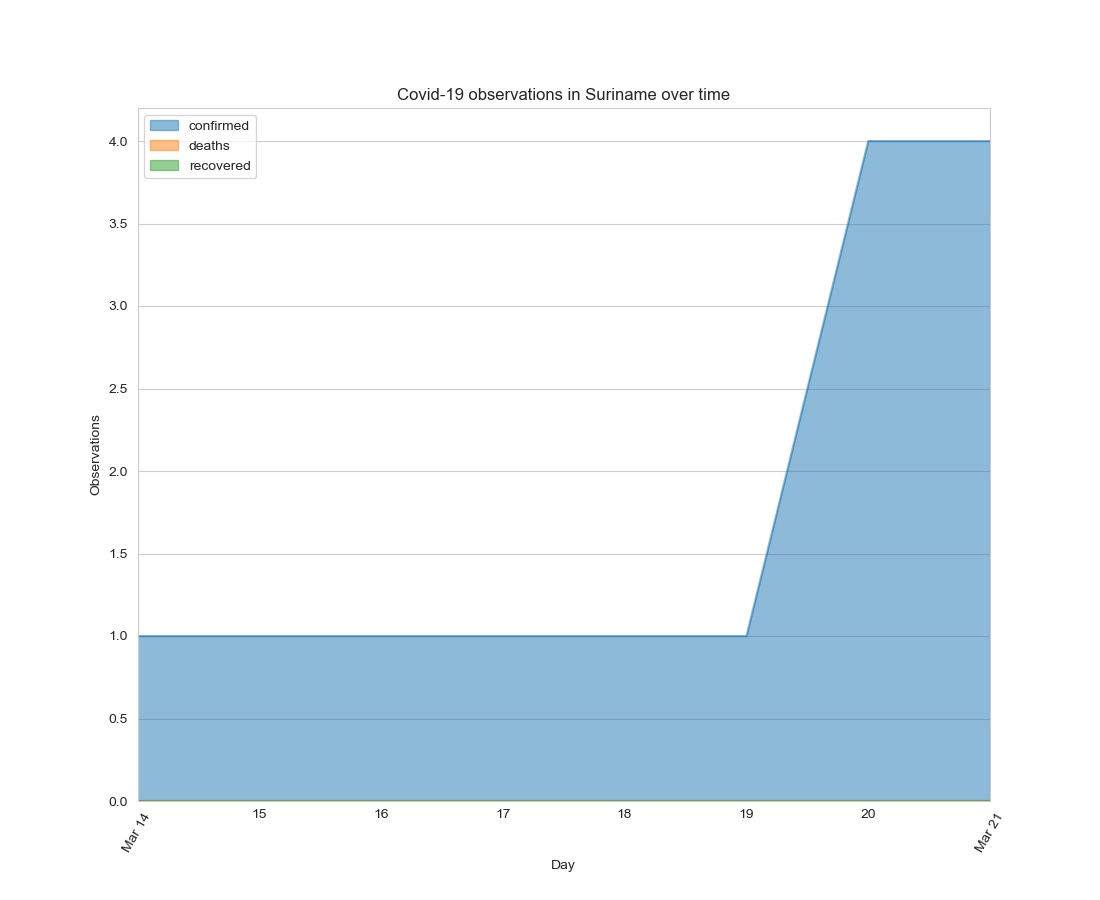 Covid-19 observations in Suriname over time
confirmed
deaths
recovered
4.0
3.5
3.0
2.5
2.0
1.5
1.0
0.5
0.0
Observations
Mar 14 15 16 17 18 19 20 Mar 21
Day